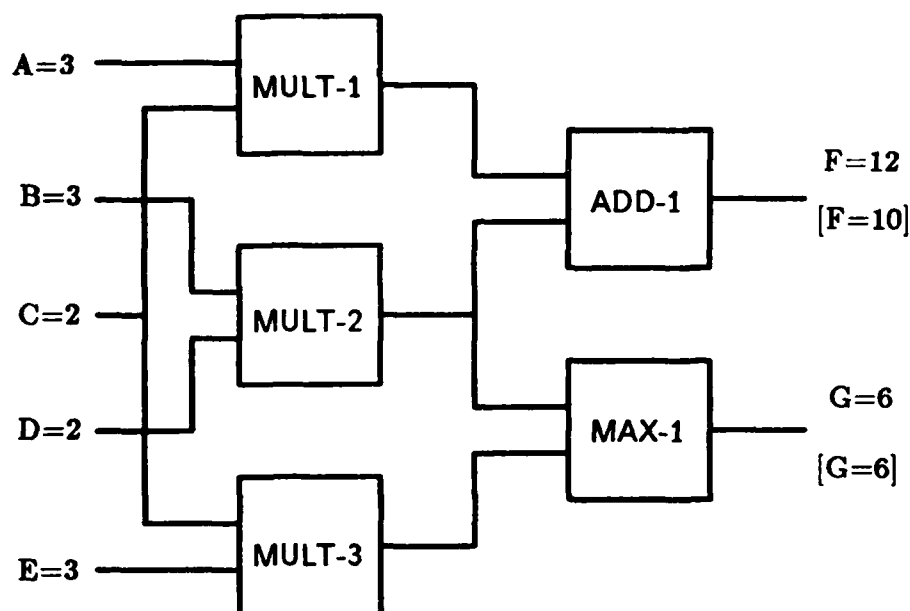 A=3
MULT-1
B=3
ADD-1
F=12
[F=10]
C=2
MULT-2
D=2
MAX-1
G=6
[G=6]
MULT-3
E=3